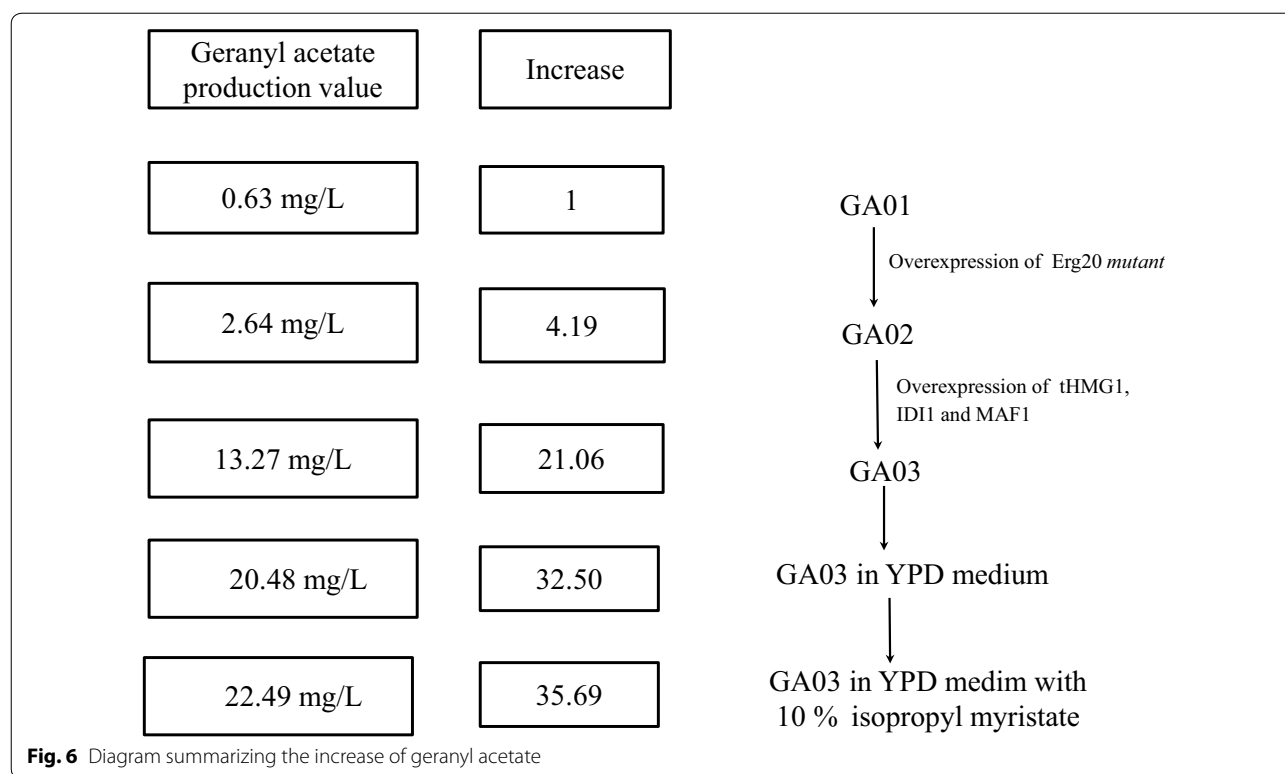 Geranyl acetate
production value
Increase
0.63 mg/L
1
GA01
Overexpression of Erg20 mutant
2.64 mg/L
4.19
GA02
Overexpression of tHMG1,
IDI1 and MAF1
13.27 mg/L
21.06
GA03
20.48 mg/L
32.50
GA03 in YPD medium
22.49 mg/L
35.69
GA03 in YPD medim with
10 % isopropyl myristate
Fig. 6 Diagram summarizing the increase of geranyl acetate